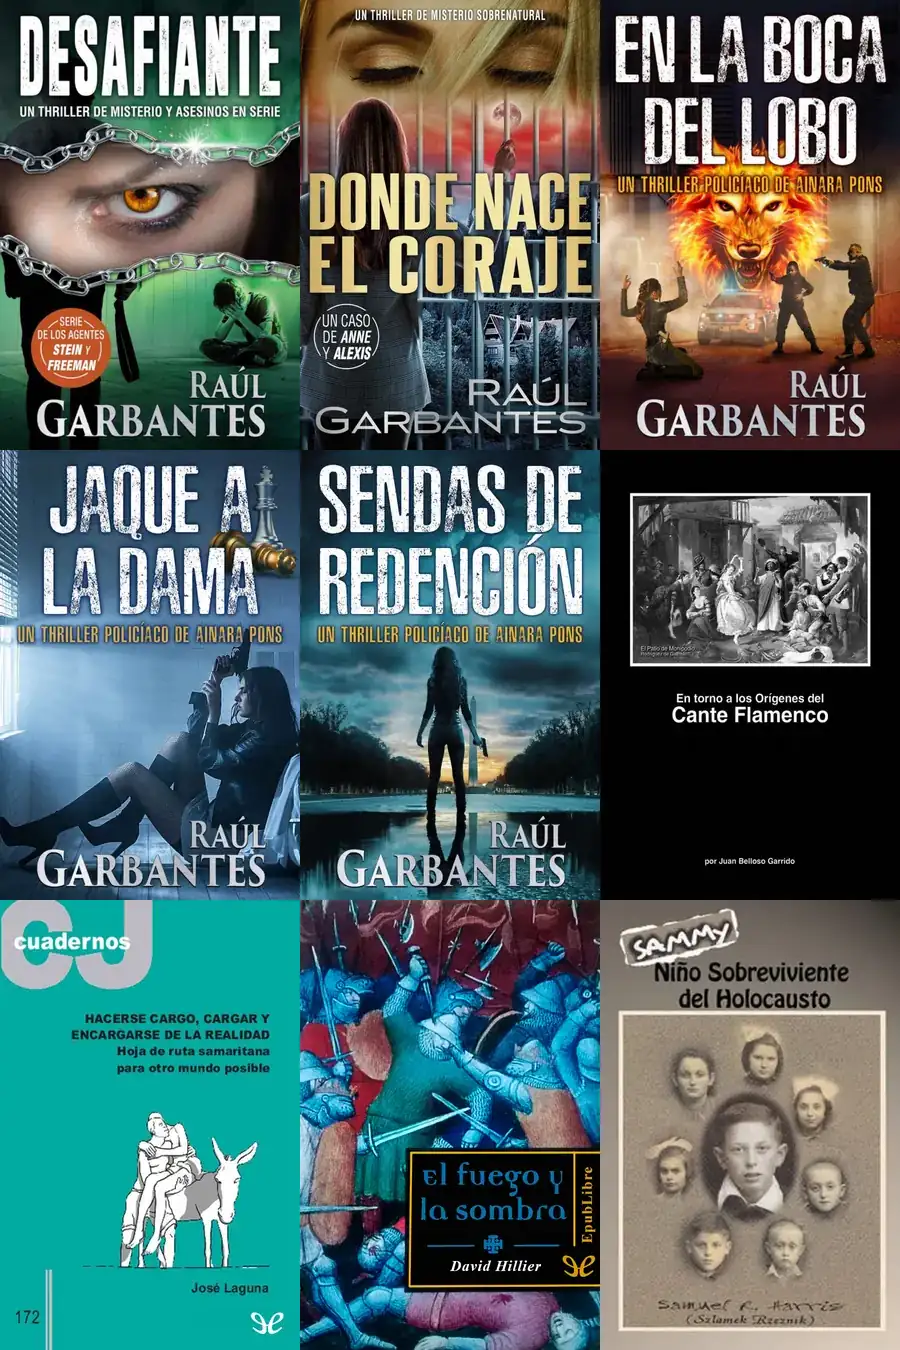 DESAFIANTE
UN THRILLER DE MISTERIO Y ASESINOS EN SERIE
SERIE
DE LOS AGENTES
STEIN Y
FREEMAN
RAÚL
GARBANTES
UN THRILLER DE MISTERIO SOBRENATURAL
DONDE NACE
EL CORAJE
UN CASO
DE ANNE
Y ALEXIS
RAÚL
GARBANTES
EN LA BOCA
DEL LOBO
UN THRILLER POLICÍACO DE AINARA PONS
RAÚL
GARBANTES
JAQUE A
LA DAMA
UN THRILLER POLICÍACO DE AINARA PONS
RAÚL
GARBANTES
SENDAS DE
REDENCIÓN
UN THRILLER POLICÍACO DE AINARA PONS
RAÚL
GARBANTES
El Patio de Monipodio
En torno a los Orígenes del
Cante Flamenco
por Juan Belloso Garrido
CJ
cuadernos
HACERSE CARGO, CARGAR Y
ENCARGARSE DE LA REALIDAD
Hoja de ruta samaritana
para otro mundo posible
José Laguna
172
El fuego y
la sombra
David Hillier
EpubLibre
SAMMY
Niño Sobreviviente
del Holocausto
Samuel R. Harris
(Szlamek Rzeznik)